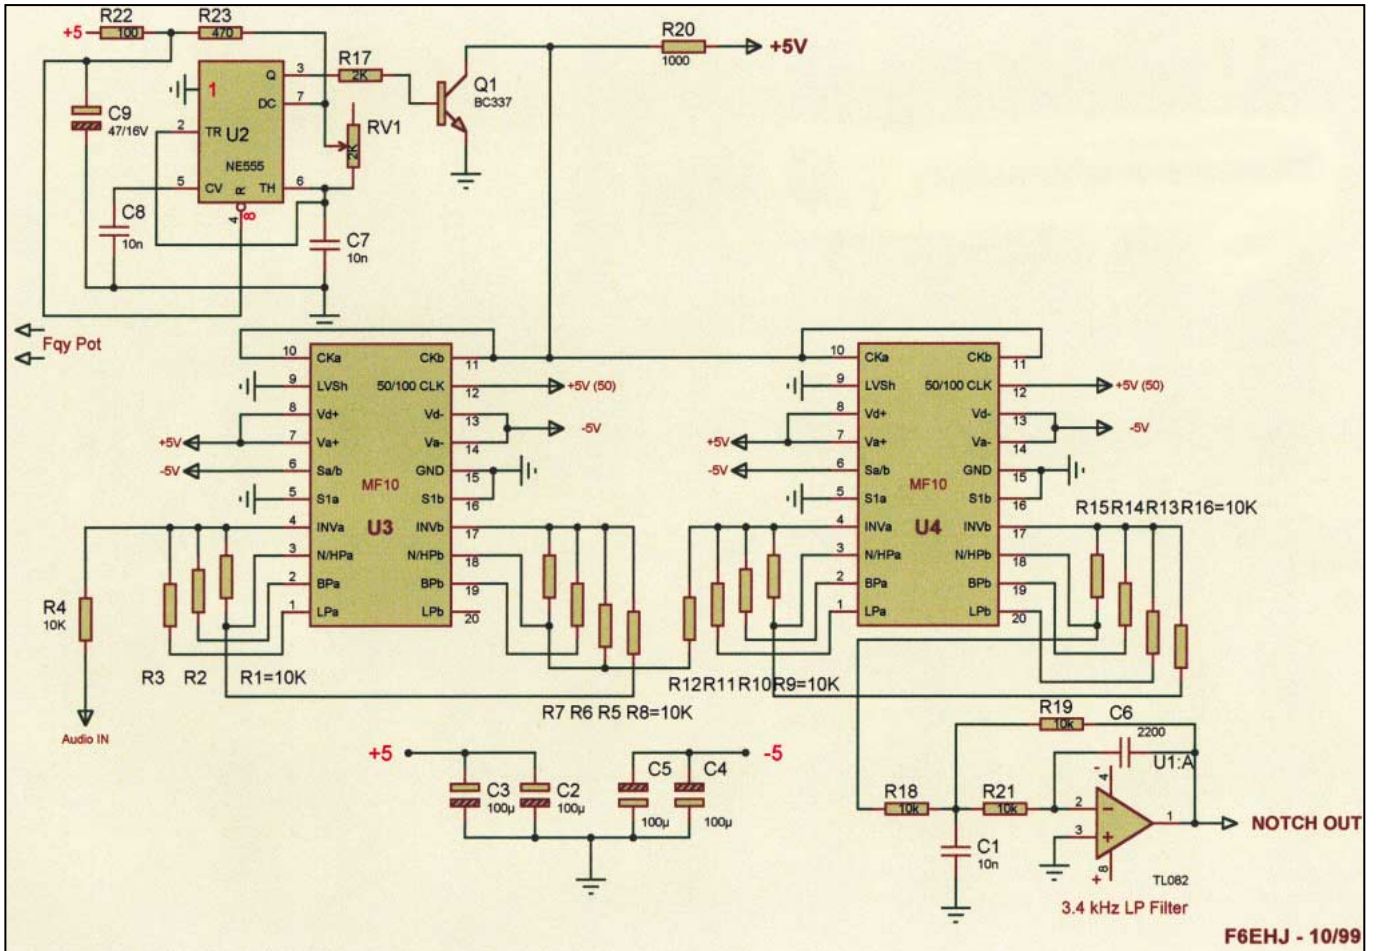 R22
R23
+5
100
470
R20
+5V
1000
R17
2K
Q1
BC337
3
Q
1
7
DC
RV1
2K
C9
47/16V
2
TR
U2
NE555
5
CV
R
TH
6
4
8
C8
10n
C7
10n
Fqy Pot
10
CKa
CKb
11
9
LVSh
50/100 CLK
12
+5V (50)
8
Vd+
Vd-
13
+5V
7
Va+
Va-
14
-5V
-5V
6
Sa/b
GND
15
MF10
5
S1a
S1b
16
U3
4
INVa
INVb
17
3
N/HPa
N/HPb
18
2
BPa
BPb
19
1
LPa
LPb
20
10
CKa
CKb
11
9
LVSh
50/100 CLK
12
+5V (50)
8
Vd+
Vd-
13
+5V
7
Va+
Va-
14
-5V
-5V
6
Sa/b
GND
15
MF10
5
S1a
S1b
16
U4
4
INVa
INVb
17
3
N/HPa
N/HPb
18
2
BPa
BPb
19
1
LPa
LPb
20
R15R14R13R16=10K
R4
10K
R3 R2 R1=10K
R12R11R10R9=10K
R7 R6 R5 R8=10K
Audio IN
+5
-5
C3
100µ
C2
100µ
C5
100µ
C4
100µ
R19
10k
C6
2200
U1:A
R18
10k
R21
10k
-
4
2
3
1
8
+
NOTCH OUT
C1
10n
TL082
3.4 kHz LP Filter
F6EHJ - 10/99